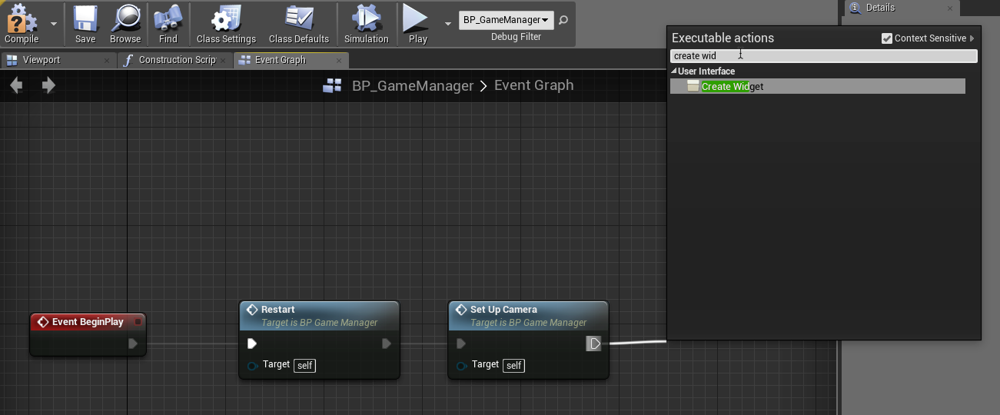 Compile
Save
Browse
Find
Class Settings
Class Defaults
Simulation
Play
BP_GameManager
Debug Filter
Details
Viewport
Construction Scrip
Event Graph
BP_GameManager > Event Graph
Executable actions
Context Sensitive
create wid
User Interface
Create Widget
Event BeginPlay
Restart
Target is BP Game Manager
Target self
Set Up Camera
Target is BP Game Manager
Target self